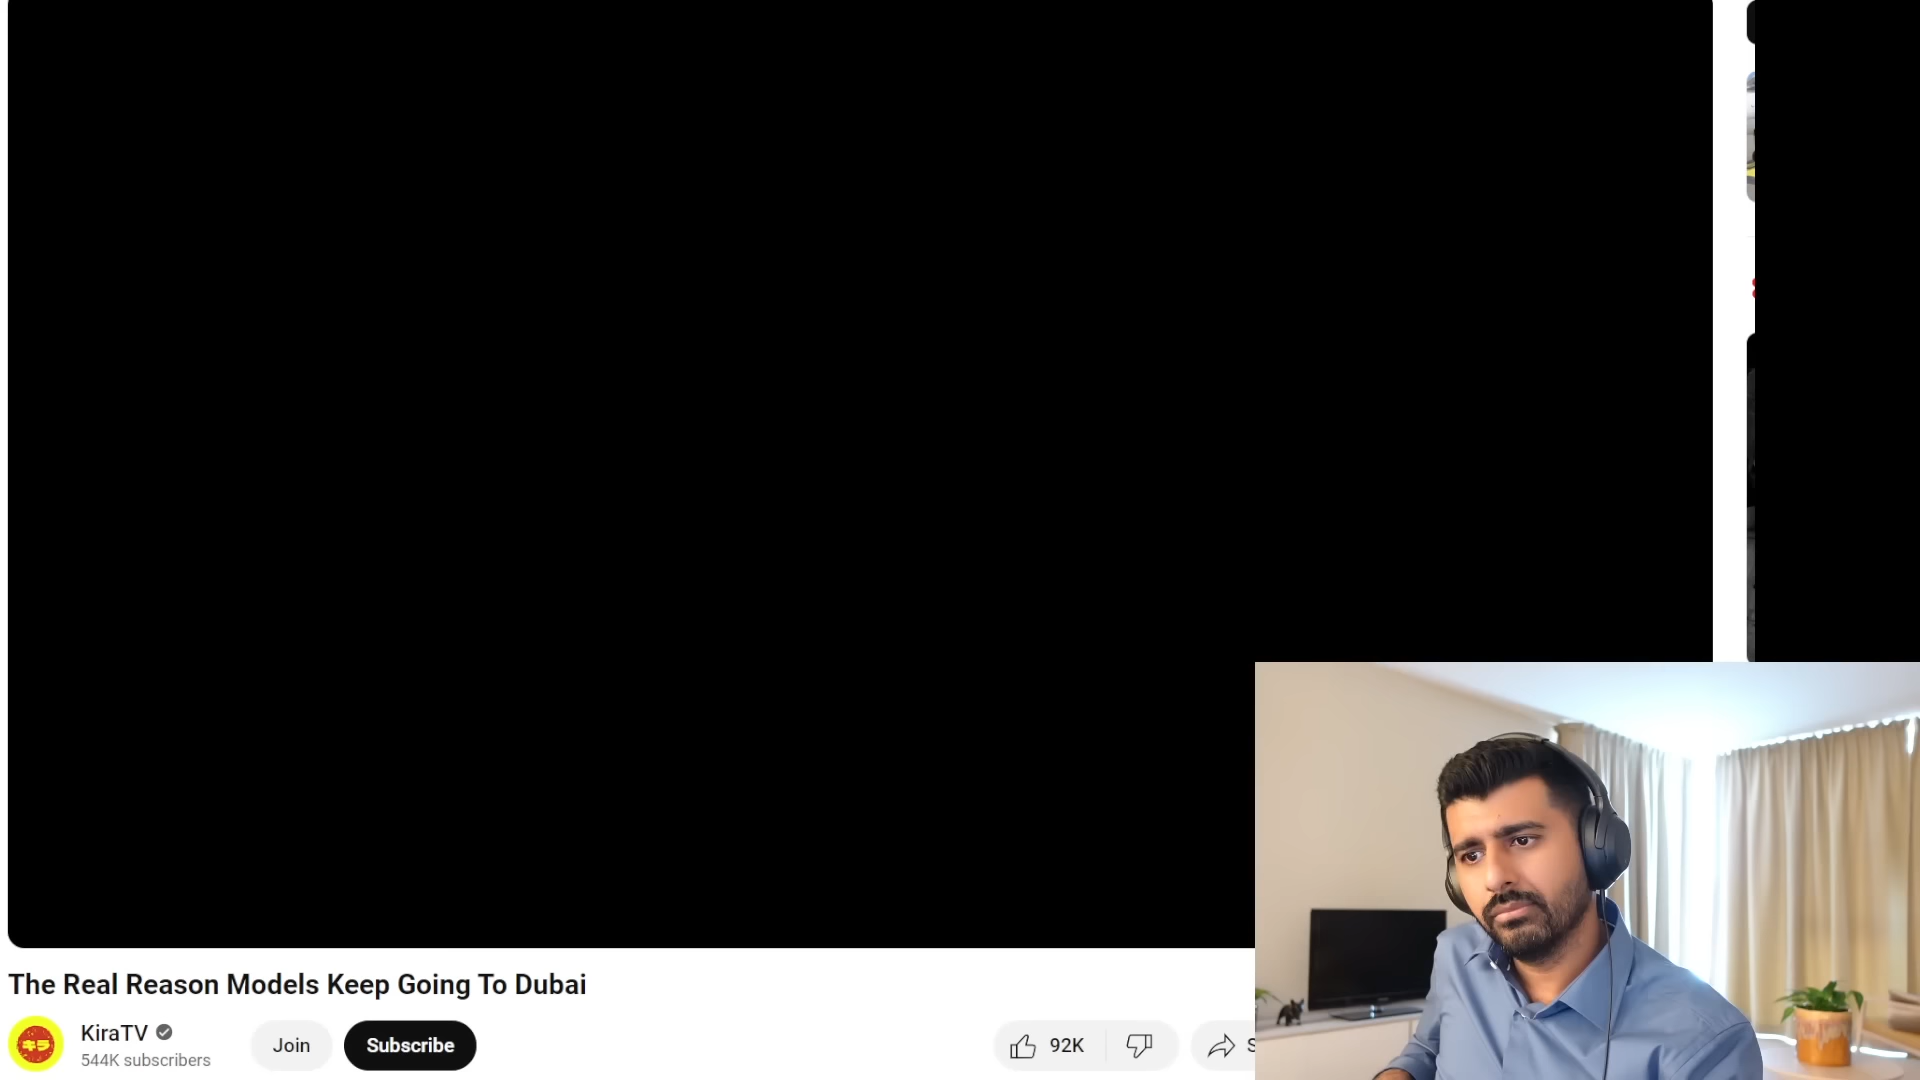 The Real Reason Models Keep Going To Dubai
KiraTV
544K subscribers
Join
Subscribe
92K